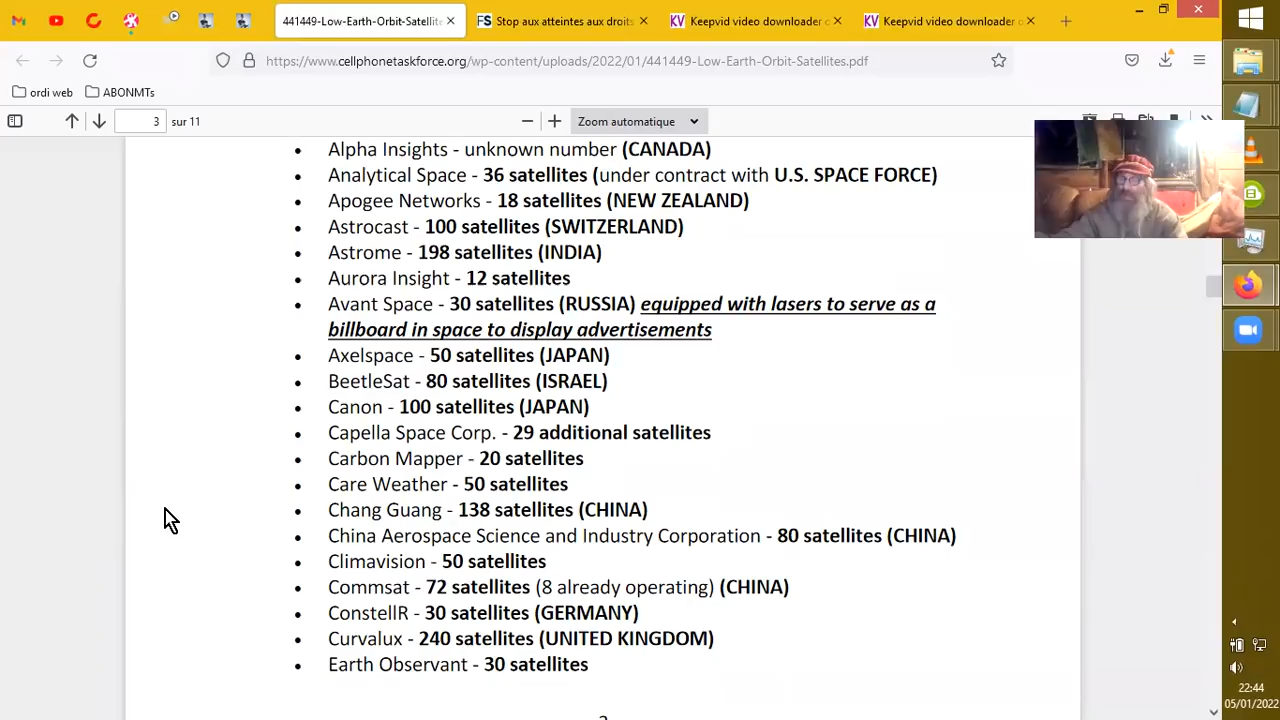 441449-Low-Earth-Orbit-Satellite
Stop aux atteintes aux droits
Keepvid video downloader o
Keepvid video downloader o
https://www.cellphonetaskforce.org/wp-content/uploads/2022/01/441449-Low-Earth-Orbit-Satellites.pdf
ordi web
ABONMTs
3 sur 11
Zoom automatique
• Alpha Insights - unknown number (CANADA)
• Analytical Space - 36 satellites (under contract with U.S. SPACE FORCE)
• Apogee Networks - 18 satellites (NEW ZEALAND)
• Astrocast - 100 satellites (SWITZERLAND)
• Astrome - 198 satellites (INDIA)
• Aurora Insight - 12 satellites
• Avant Space - 30 satellites (RUSSIA) equipped with lasers to serve as a
billboard in space to display advertisements
• Axelspace - 50 satellites (JAPAN)
• BeetleSat - 80 satellites (ISRAEL)
• Canon - 100 satellites (JAPAN)
• Capella Space Corp. - 29 additional satellites
• Carbon Mapper - 20 satellites
• Care Weather - 50 satellites
• Chang Guang - 138 satellites (CHINA)
• China Aerospace Science and Industry Corporation - 80 satellites (CHINA)
• Climavision - 50 satellites
• Commsat - 72 satellites (8 already operating) (CHINA)
• ConstellR - 30 satellites (GERMANY)
• Curvalux - 240 satellites (UNITED KINGDOM)
• Earth Observant - 30 satellites
22:44
05/01/2022